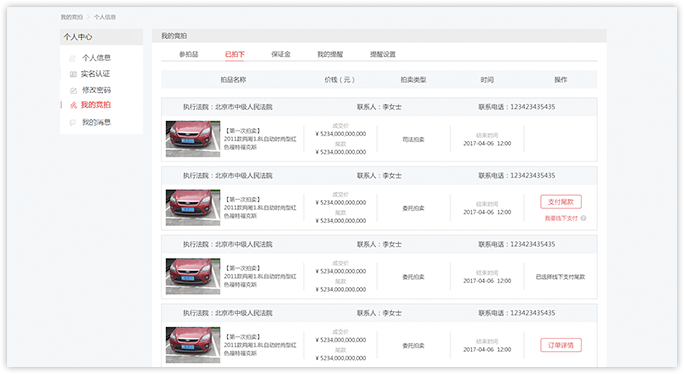 我的竞拍 > 个人信息
个人中心
个人信息
实名认证
修改密码
我的竞拍
我的消息
我的竞拍
参拍品 已拍下 保证金 我的提醒 提醒设置
拍品名称 价钱（元） 拍卖类型 时间 操作
执行法院：北京市中级人民法院 联系人：李女士 联系电话：123423435435
【第一次拍卖】
2011款两厢1.8L自动时尚型红
色福特福克斯
成交价
¥ 5234,000,000,000
尾款
¥ 5234,000,000,000
司法拍卖
结束时间
2017-04-06 12:00
执行法院：北京市中级人民法院 联系人：李女士 联系电话：123423435435
【第一次拍卖】
2011款两厢1.8L自动时尚型红
色福特福克斯
成交价
¥ 5234,000,000,000
尾款
¥ 5234,000,000,000
委托拍卖
结束时间
2017-04-06 12:00
支付尾款
我要线下支付
执行法院：北京市中级人民法院 联系人：李女士 联系电话：123423435435
【第一次拍卖】
2011款两厢1.8L自动时尚型红
色福特福克斯
成交价
¥ 5234,000,000,000
尾款
¥ 5234,000,000,000
委托拍卖
结束时间
2017-04-06 12:00
已选择线下支付尾款
执行法院：北京市中级人民法院 联系人：李女士 联系电话：123423435435
【第一次拍卖】
2011款两厢1.8L自动时尚型红
色福特福克斯
成交价
¥ 5234,000,000,000
尾款
¥ 5234,000,000,000
委托拍卖
结束时间
2017-04-06 12:00
订单详情